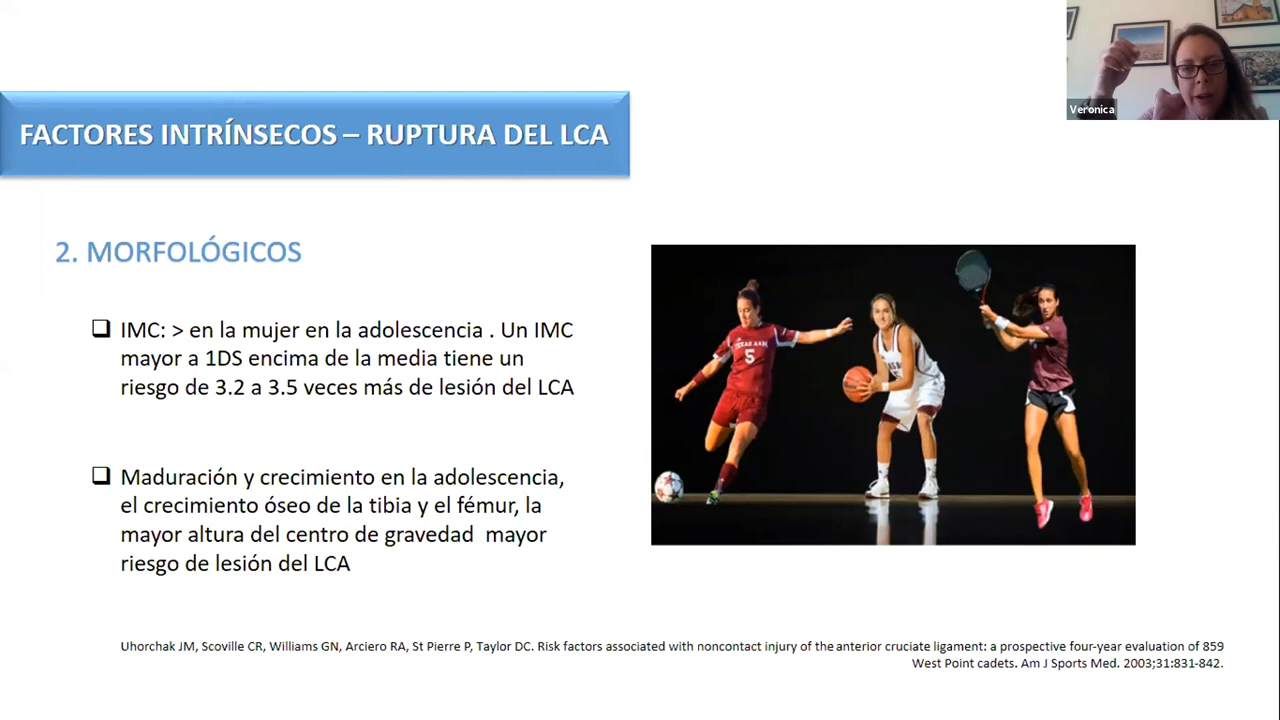 Veronica
FACTORES INTRÍNSECOS – RUPTURA DEL LCA
2. MORFOLÓGICOS
IMC: > en la mujer en la adolescencia . Un IMC
mayor a 1DS encima de la media tiene un
riesgo de 3.2 a 3.5 veces más de lesión del LCA
Maduración y crecimiento en la adolescencia,
el crecimiento óseo de la tibia y el fémur, la
mayor altura del centro de gravedad mayor
riesgo de lesión del LCA
5
Uhorchak JM, Scoville CR, Williams GN, Arciero RA, St Pierre P, Taylor DC. Risk factors associated with noncontact injury of the anterior cruciate ligament: a prospective four-year evaluation of 859
West Point cadets. Am J Sports Med. 2003;31:831-842.